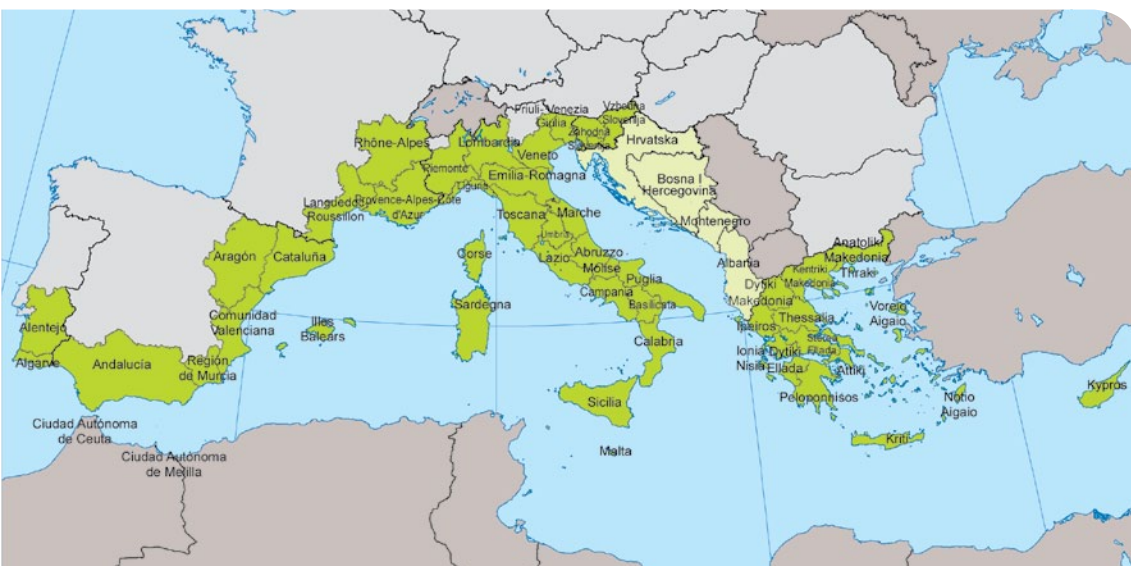 Rhône-Alpes
Lombardia
Friuli- Venezia
Giulia
Vzhodna
Slovenija
Zahodna
Slovenija
Hrvatska
Piemonte
Veneto
Emilia-Romagna
Liguria
Bosna I
Hercegovina
Languedoc
Roussillon
Provence-Alpes-Côte
d'Azur
Toscana
Marche
Umbria
Montenegro
Aragón
Cataluña
Corse
Lazio
Abruzzo
Molise
Puglia
Campania
Basilicata
Albania
Anatoliki
Makedonia
Thraki
Kentriki
Makedonia
Dytiki
Makedonia
Sardegna
Alentejo
Comunidad
Valenciana
Illes
Balears
Calabria
Ipeiros
Thessalia
Voreio
Aigaio
Algarve
Andalucía
Región
de Murcia
Ionia
Nisia
Dytiki
Ellada
Sterea
Ellada
Attiki
Peloponnisos
Notio
Aigaio
Kypros
Sicilia
Ciudad Autónoma
de Ceuta
Ciudad Autónoma
de Melilla
Malta
Kriti